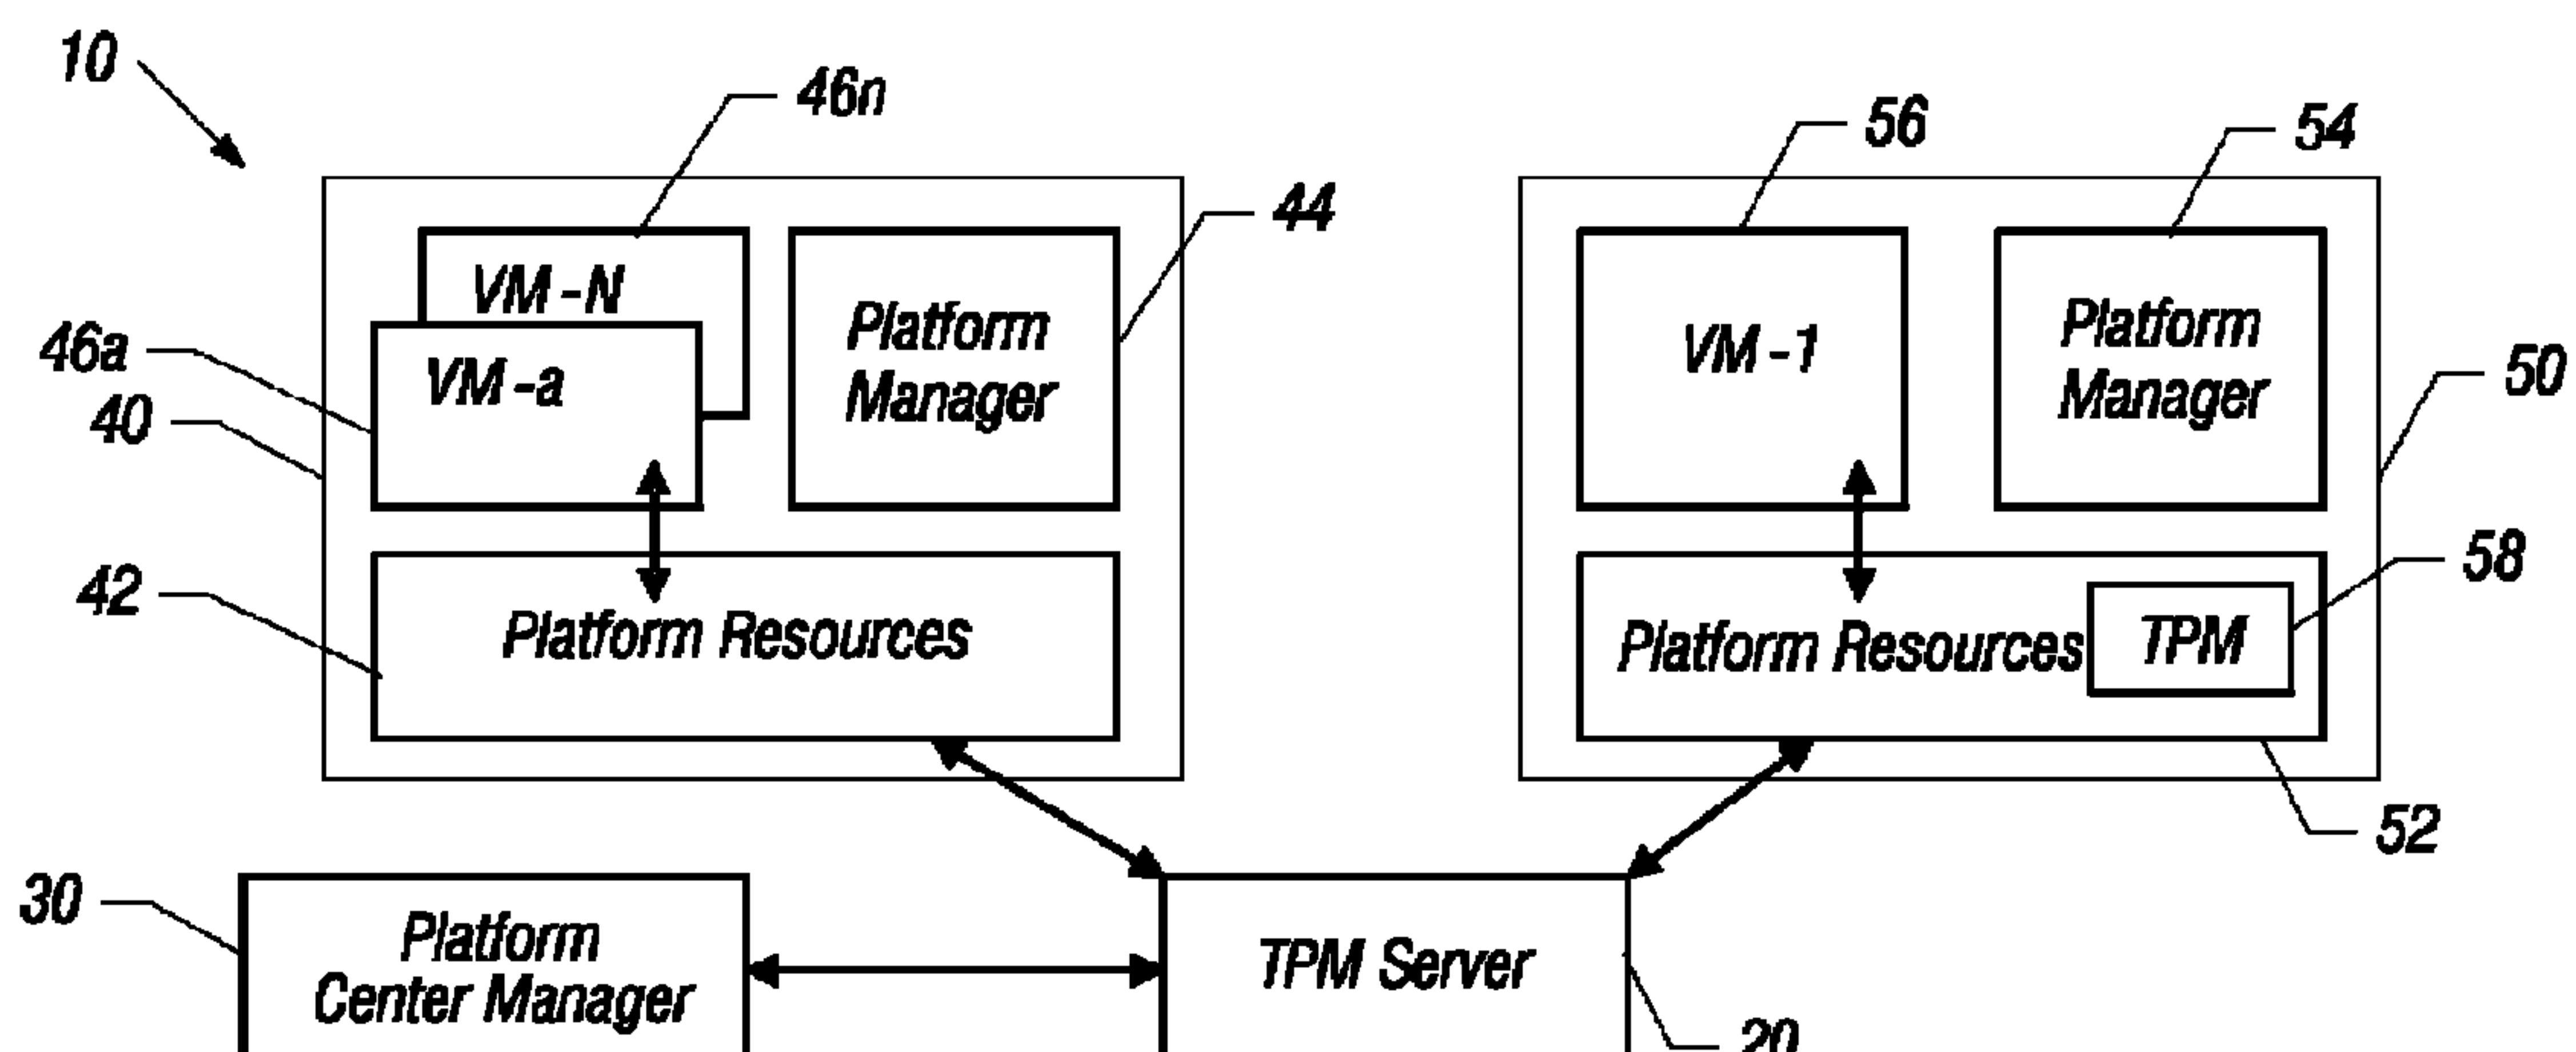 10
46n
56
54
44
VM-N
VM-a
Platform
Manager
VM-1
Platform
Manager
46a
40
50
42
58
Platform Resources
Platform Resources
TPM
52
30
Platform
Center Manager
TPM Server
20